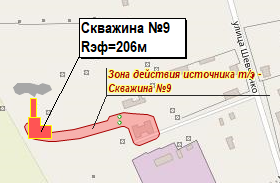 Скважина №9
Rэф=206м
Зона действия источника т/э -
Скважина №9
улица Шевченко